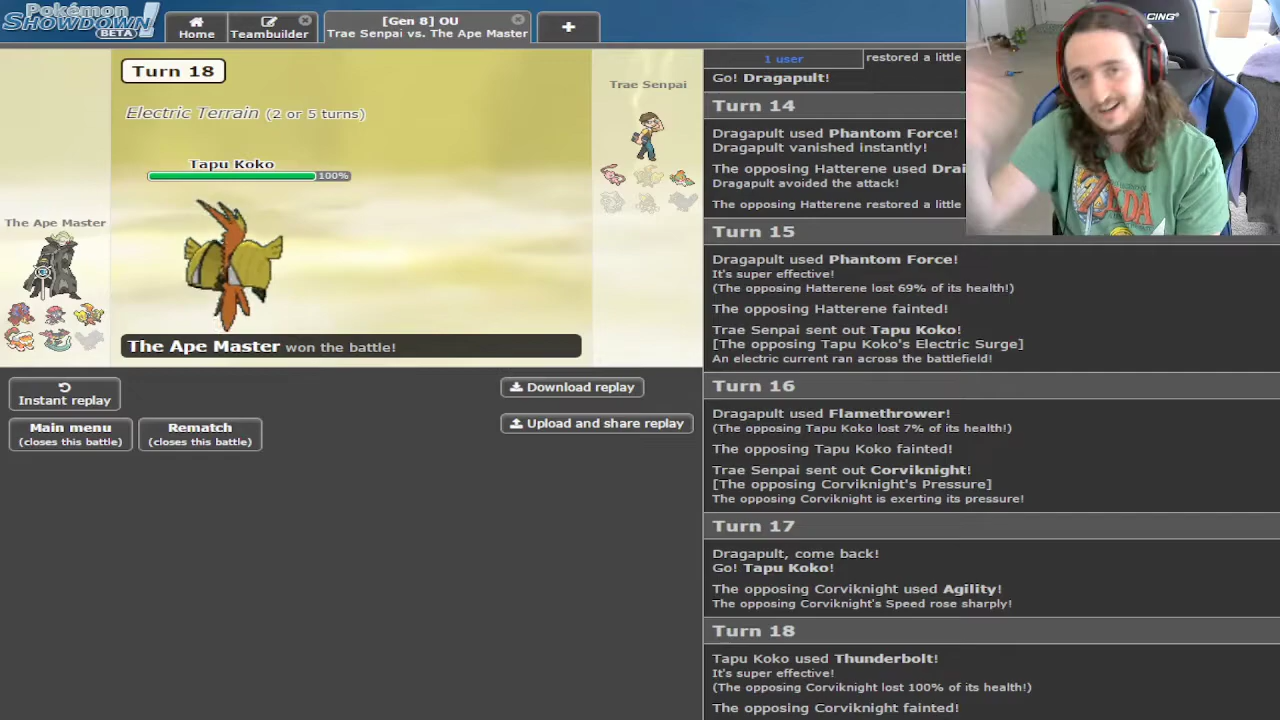 Pokémon
Showdown!
BETA
Home
Teambuilder
[Gen 8] OU
Trae Senpai vs. The Ape Master
Turn 18
Electric Terrain (2 or 5 turns)
Tapu Koko
100%
The Ape Master
Trae Senpai
The Ape Master won the battle!
Instant replay
Download replay
Upload and share replay
Main menu
(closes this battle)
Rematch
(closes this battle)
1 user
restored a little
Go! Dragapult!
Turn 14
Dragapult used Phantom Force!
Dragapult vanished instantly!
The opposing Hatterene used Drai
Dragapult avoided the attack!
The opposing Hatterene restored a little
Turn 15
Dragapult used Phantom Force!
It's super effective!
(The opposing Hatterene lost 69% of its health!)
The opposing Hatterene fainted!
Trae Senpai sent out Tapu Koko!
[The opposing Tapu Koko's Electric Surge]
An electric current ran across the battlefield!
Turn 16
Dragapult used Flamethrower!
(The opposing Tapu Koko lost 7% of its health!)
The opposing Tapu Koko fainted!
Trae Senpai sent out Corviknight!
[The opposing Corviknight's Pressure]
The opposing Corviknight is exerting its pressure!
Turn 17
Dragapult, come back!
Go! Tapu Koko!
The opposing Corviknight used Agility!
The opposing Corviknight's Speed rose sharply!
Turn 18
Tapu Koko used Thunderbolt!
It's super effective!
(The opposing Corviknight lost 100% of its health!)
The opposing Corviknight fainted!
CING
ZELDA